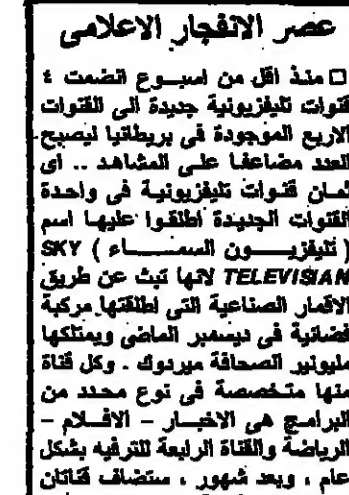 عصر الانفجار الاعلامى
□ منذ أقل من اسبوع انضمت ٤
قنوات تليفزيونية جديدة الى القنوات
الاربع الموجودة فى بريطانيا ليصبح
العدد مضاعفا على المشاهد .. اى
ثمان قنوات تليفزيونية فى واحدة
القنوات الجديدة اطلقوا عليها اسم
( تليفزيون السماء ) SKY
TELEVISIAN لانها تبث عن طريق
الاقمار الصناعية التى اطلقتها مركبة
فضائية فى ديسمبر الماضى ويمتلكها
مليونير الصحافة ميردوك . وكل قناة
منها متخصصة فى نوع محدد من
البرامج هى الاخبار - الافلام -
الرياضة والقناة الرابعة للترفيه بشكل
عام ، وبعد شهور ، ستضاف قناتان